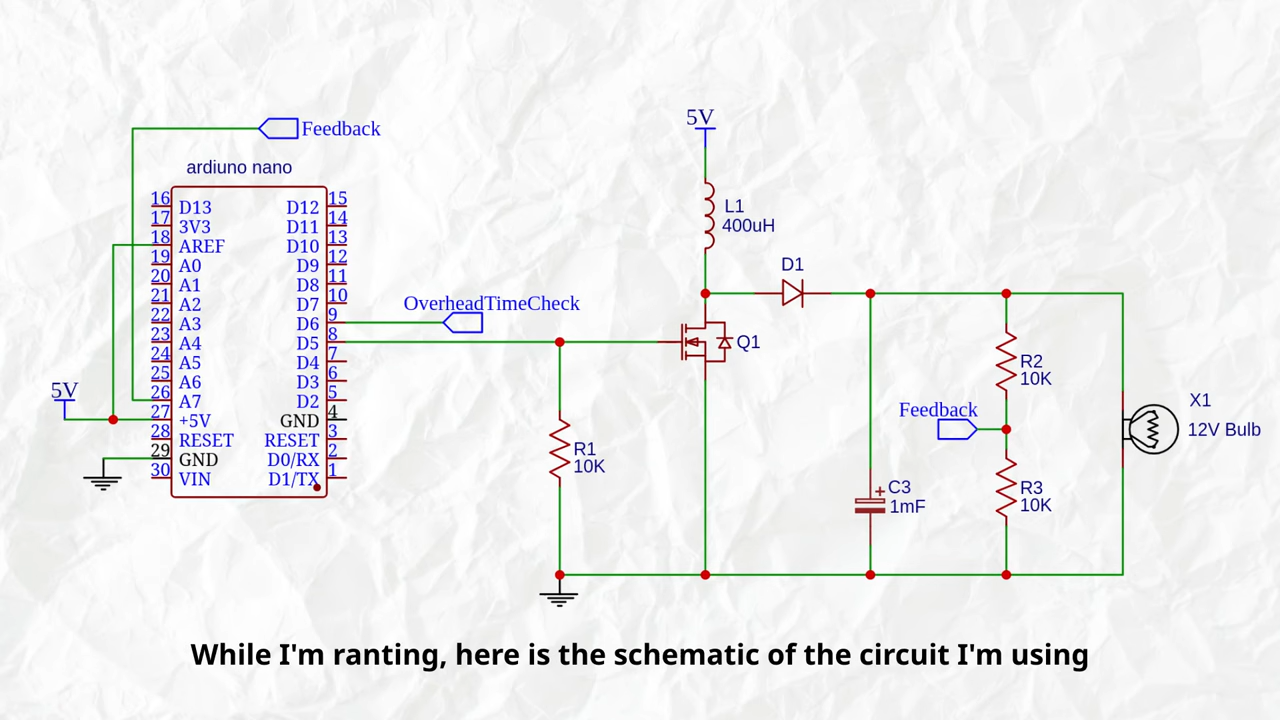 Feedback
ardiuno nano
16 D13 D12 15
17 3V3 D11 14
18 AREF D10 13
19 A0 D9 12
20 A1 D8 11
21 A2 D7 10
22 A3 D6 9
23 A4 D5 8
24 A5 D4 7
25 A6 D3 6
26 A7 D2 5
27 +5V GND 4
28 RESET RESET 3
29 GND D0/RX 2
30 VIN D1/TX 1
5V
OverheadTimeCheck
R1
10K
5V
L1
400uH
D1
Q1
C3
+
1mF
R2
10K
Feedback
R3
10K
X1
12V Bulb
While I'm ranting, here is the schematic of the circuit I'm using